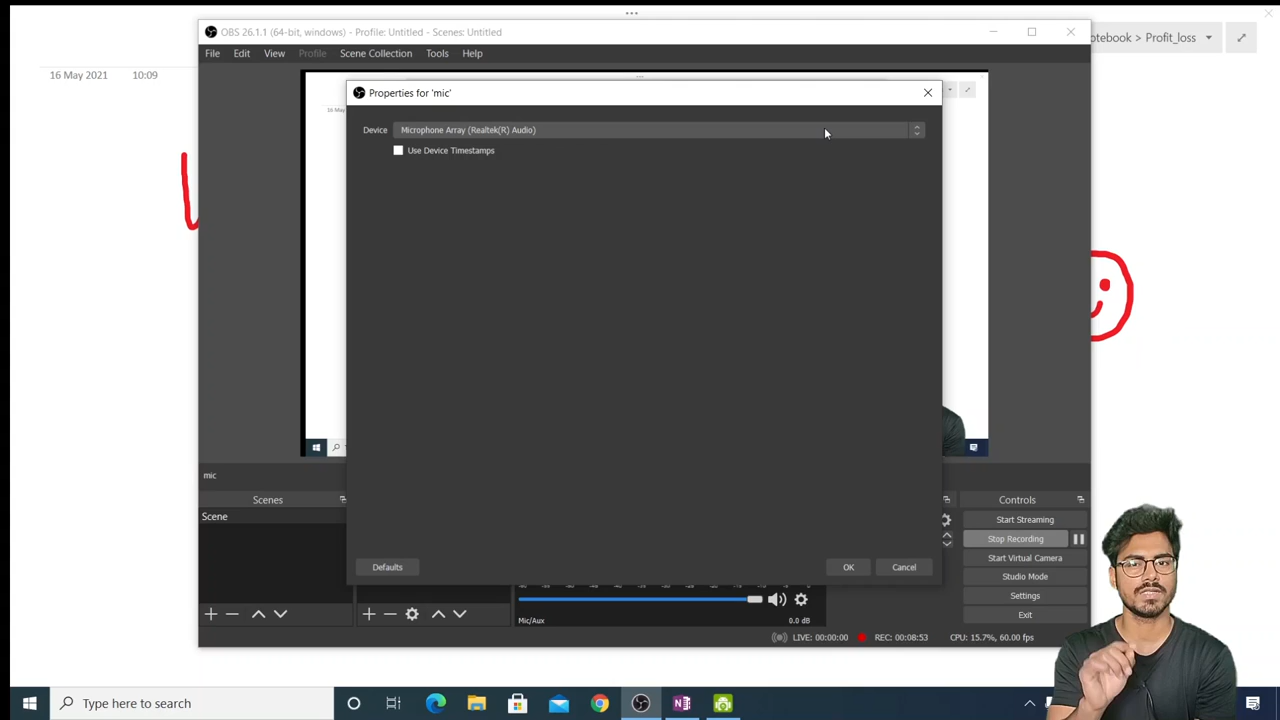 OBS 26.1.1 (64-bit, windows) - Profile: Untitled - Scenes: Untitled
otebook > Profit_loss
File Edit View Profile Scene Collection Tools Help
16 May 2021 10:09
Properties for 'mic'
Device Microphone Array (Realtek(R) Audio)
Use Device Timestamps
16 May
mic
Scenes
Controls
Scene
Start Streaming
Stop Recording
Start Virtual Camera
Studio Mode
Settings
Exit
Defaults
OK
Cancel
Mic/Aux
0.0 dB
LIVE: 00:00:00
REC: 00:08:53
CPU: 15.7%, 60.00 fps
Type here to search